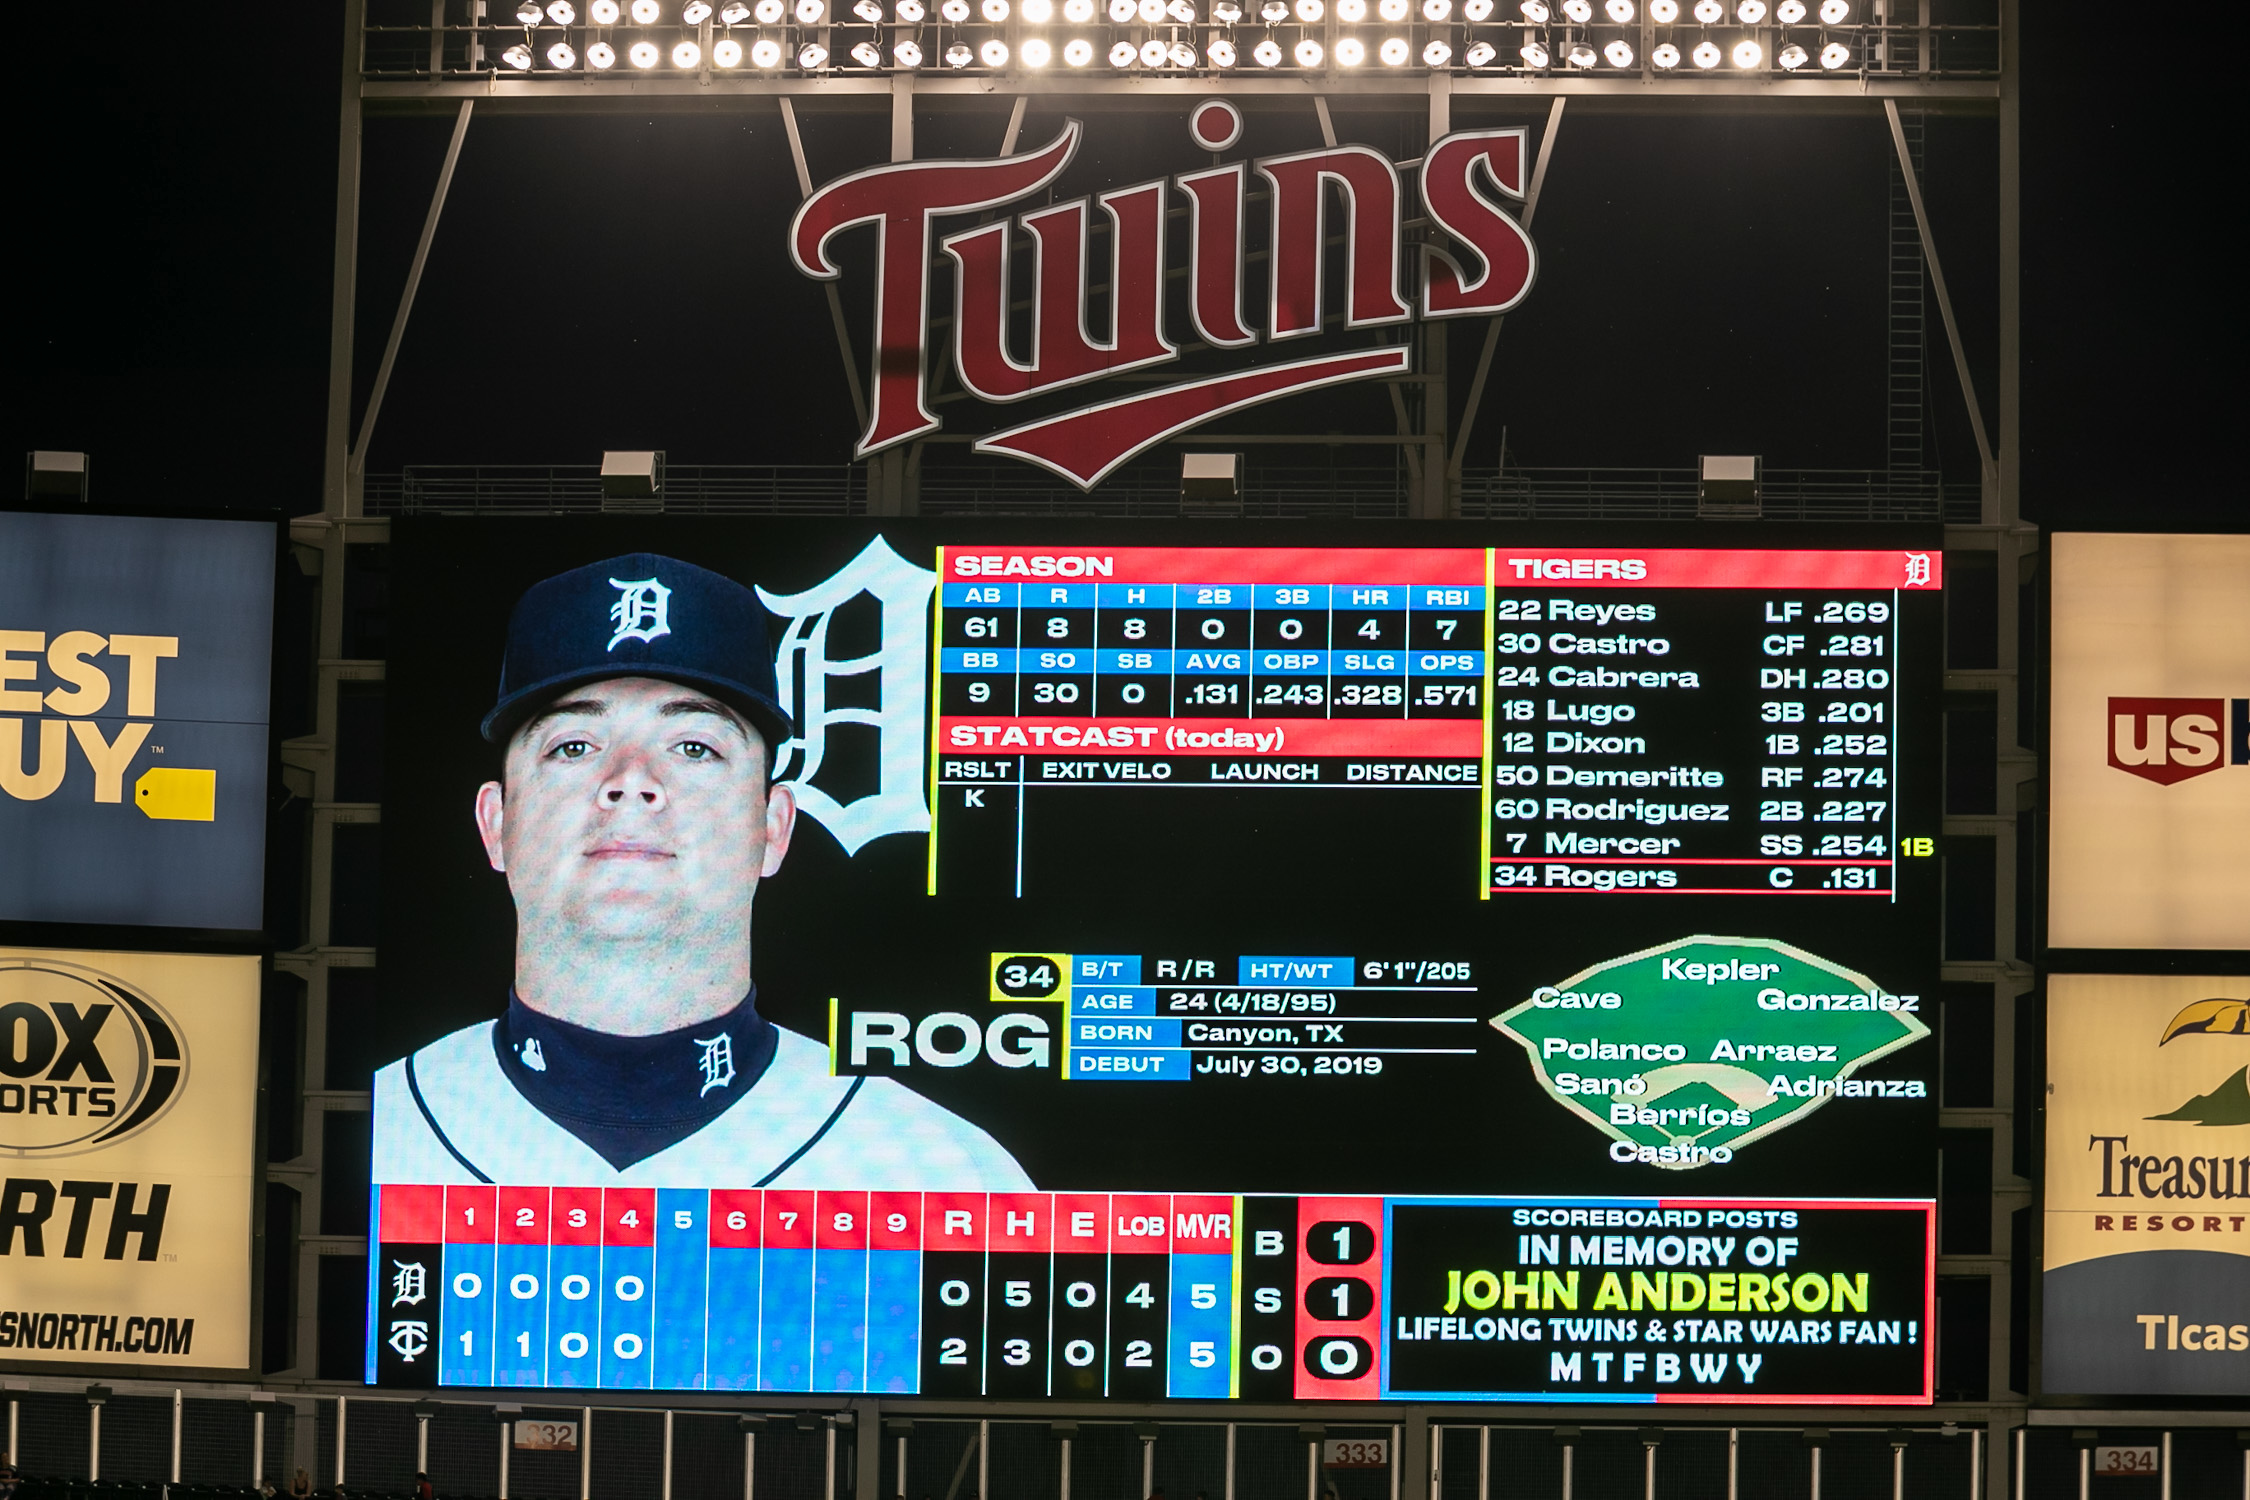 Twins
EST
UY™
us
SEASON
AB R H 2B 3B HR RBI
61 8 8 0 0 4 7
BB SO SB AVG OBP SLG OPS
9 30 0 .131 .243 .328 .571
STATCAST (today)
RSLT EXIT VELO LAUNCH DISTANCE
K
TIGERS D
22 Reyes LF .269
30 Castro CF .281
24 Cabrera DH .280
18 Lugo 3B .201
12 Dixon 1B .252
50 Demeritte RF .274
60 Rodriguez 2B .227
7 Mercer SS .254 1B
34 Rogers C .131
D
D
D
34 B/T R/R HT/WT 6'1"/205
ROG
AGE 24 (4/18/95)
BORN Canyon, TX
DEBUT July 30, 2019
Kepler
Cave Gonzalez
Polanco Arraez
Sanó Adrianza
Berríos
Castro
OX
ORTS
RTH™
SNORTH.COM
Treasu
RESORT
TIcas
1 2 3 4 5 6 7 8 9 R H E LOB MVR
D 0 0 0 0 0 5 0 4 5
TC 1 1 0 0 2 3 0 2 5
B 1
S 1
O 0
SCOREBOARD POSTS
IN MEMORY OF
JOHN ANDERSON
LIFELONG TWINS & STAR WARS FAN !
M T F B W Y
332
333
334